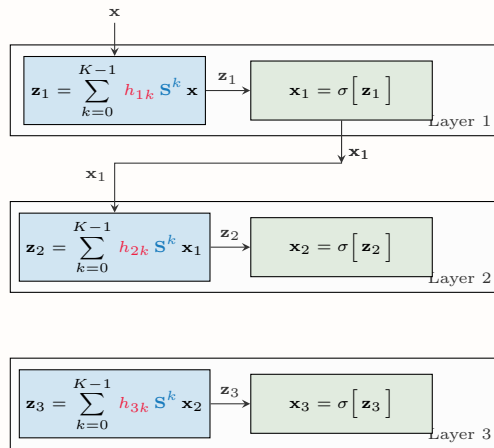 x
z₁ = ∑_{k=0}^{K−1} h₁ₖ Sᵏ x
z₁
x₁ = σ[ z₁ ]
Layer 1
x₁
x₁
z₂ = ∑_{k=0}^{K−1} h₂ₖ Sᵏ x₁
z₂
x₂ = σ[ z₂ ]
Layer 2
z₃ = ∑_{k=0}^{K−1} h₃ₖ Sᵏ x₂
z₃
x₃ = σ[ z₃ ]
Layer 3